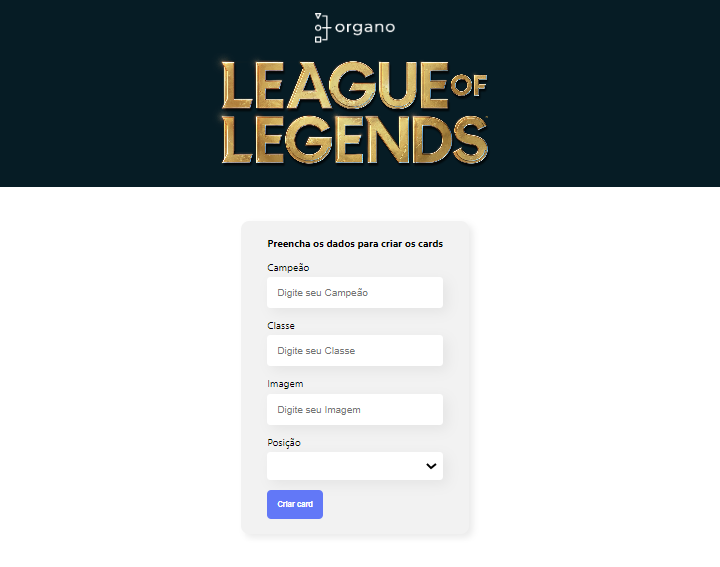 organo
LEAGUE OF
LEGENDS
Preencha os dados para criar os cards
Campeão
Digite seu Campeão
Classe
Digite seu Classe
Imagem
Digite seu Imagem
Posição
Criar card